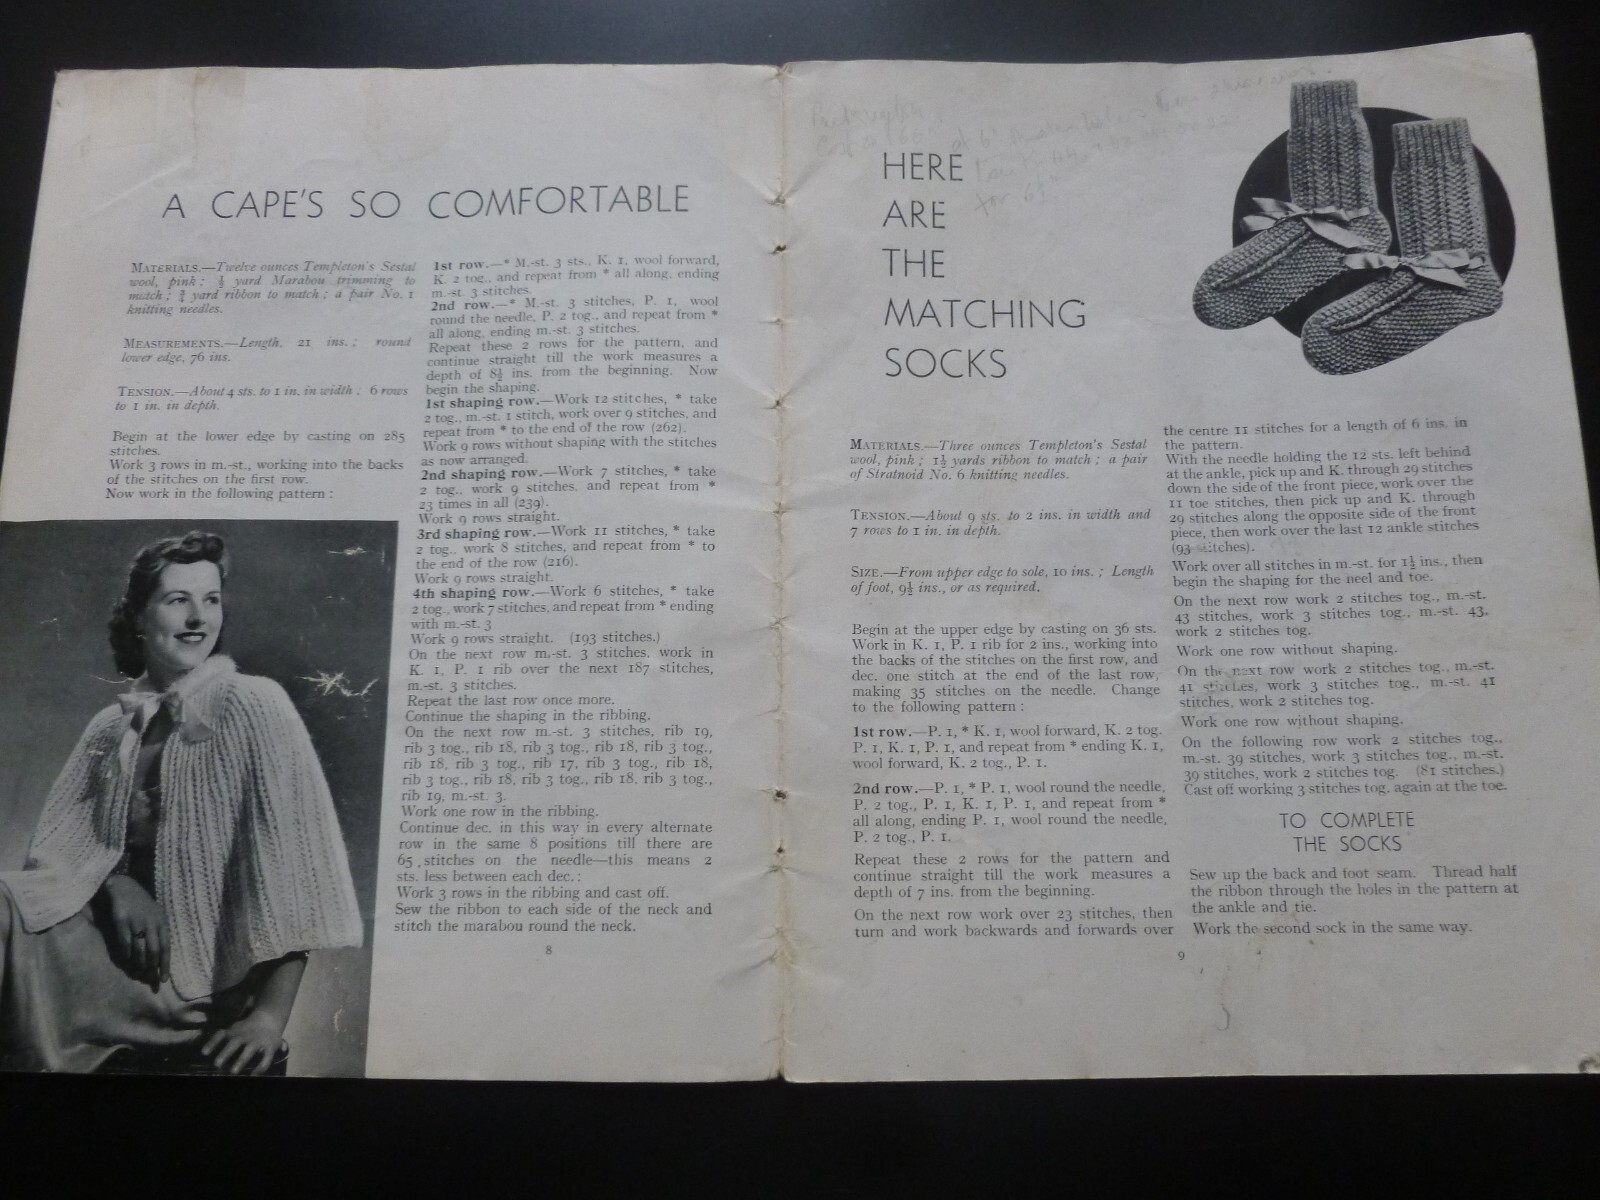 A CAPE'S SO COMFORTABLE
MATERIALS.—Twelve ounces Templeton's Sestal
wool, pink; ½ yard Marabou trimming to
match; ¾ yard ribbon to match; a pair No. 1
knitting needles.
MEASUREMENTS.—Length, 21 ins.; round
lower edge, 76 ins.
TENSION.—About 4 sts. to 1 in. in width; 6 rows
to 1 in. in depth.
Begin at the lower edge by casting on 285
stitches.
Work 3 rows in m.-st., working into the backs
of the stitches on the first row.
Now work in the following pattern:
1st row.—* M.-st. 3 sts., K. 1, wool forward,
K. 2 tog., and repeat from * all along, ending
m.-st. 3 stitches.
2nd row.—* M.-st. 3 stitches, P. 1, wool
round the needle, P. 2 tog., and repeat from *
all along, ending m.-st. 3 stitches.
Repeat these 2 rows for the pattern, and
continue straight till the work measures a
depth of 8½ ins. from the beginning. Now
begin the shaping.
1st shaping row.—Work 12 stitches, * take
2 tog., m.-st. 1 stitch, work over 9 stitches, and
repeat from * to the end of the row (262).
Work 9 rows without shaping with the stitches
as now arranged.
2nd shaping row.—Work 7 stitches, * take
2 tog., work 9 stitches, and repeat from *
23 times in all (239).
Work 9 rows straight.
3rd shaping row.—Work 11 stitches, * take
2 tog., work 8 stitches, and repeat from * to
the end of the row (216).
Work 9 rows straight.
4th shaping row.—Work 6 stitches, * take
2 tog., work 7 stitches, and repeat from * ending
with m.-st. 3
Work 9 rows straight. (193 stitches.)
On the next row m.-st. 3 stitches, work in
K. 1, P. 1 rib over the next 187 stitches,
m.-st. 3 stitches.
Repeat the last row once more.
Continue the shaping in the ribbing.
On the next row m.-st. 3 stitches, rib 19,
rib 3 tog., rib 18, rib 3 tog., rib 18, rib 3 tog.,
rib 18, rib 3 tog., rib 17, rib 3 tog., rib 18,
rib 3 tog., rib 18, rib 3 tog., rib 18, rib 3 tog.,
rib 19, m.-st. 3.
Work one row in the ribbing.
Continue dec. in this way in every alternate
row in the same 8 positions till there are
65 stitches on the needle—this means 2
sts. less between each dec.:
Work 3 rows in the ribbing and cast off.
Sew the ribbon to each side of the neck and
stitch the marabou round the neck.
8
HERE
ARE
THE
MATCHING
SOCKS
for 6½"
MATERIALS.—Three ounces Templeton's Sestal
wool, pink; 1½ yards ribbon to match; a pair
of Stratnoid No. 6 knitting needles.
TENSION.—About 9 sts. to 2 ins. in width and
7 rows to 1 in. in depth.
SIZE.—From upper edge to sole, 10 ins.; Length
of foot, 9½ ins., or as required.
Begin at the upper edge by casting on 36 sts.
Work in K. 1, P. 1 rib for 2 ins., working into
the backs of the stitches on the first row, and
dec. one stitch at the end of the last row,
making 35 stitches on the needle. Change
to the following pattern:
1st row.—P. 1, * K. 1, wool forward, K. 2 tog.
P. 1, K. 1, P. 1, and repeat from * ending K. 1,
wool forward, K. 2 tog., P. 1.
2nd row.—P. 1, * P. 1, wool round the needle,
P. 2 tog., P. 1, K. 1, P. 1, and repeat from *
all along, ending P. 1, wool round the needle,
P. 2 tog., P. 1.
Repeat these 2 rows for the pattern and
continue straight till the work measures a
depth of 7 ins. from the beginning.
On the next row work over 23 stitches, then
turn and work backwards and forwards over
the centre 11 stitches for a length of 6 ins. in
the pattern.
With the needle holding the 12 sts. left behind
at the ankle, pick up and K. through 29 stitches
down the side of the front piece, work over the
11 toe stitches, then pick up and K. through
29 stitches along the opposite side of the front
piece, then work over the last 12 ankle stitches
(93 stitches).
Work over all stitches in m.-st. for 1½ ins., then
begin the shaping for the heel and toe.
On the next row work 2 stitches tog., m.-st.
43 stitches, work 3 stitches tog., m.-st. 43,
work 2 stitches tog.
Work one row without shaping.
On the next row work 2 stitches tog., m.-st.
41 stitches, work 3 stitches tog., m.-st. 41
stitches, work 2 stitches tog.
Work one row without shaping.
On the following row work 2 stitches tog.,
m.-st. 39 stitches, work 3 stitches tog., m.-st.
39 stitches, work 2 stitches tog. (81 stitches.)
Cast off working 3 stitches tog. again at the toe.
TO COMPLETE
THE SOCKS
Sew up the back and foot seam. Thread half
the ribbon through the holes in the pattern at
the ankle and tie.
Work the second sock in the same way.
9